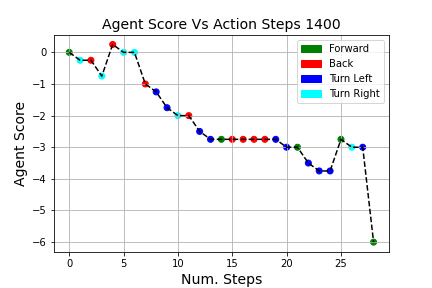 Agent Score Vs Action Steps 1400
Agent Score
0
−1
−2
−3
−4
−5
−6
Forward
Back
Turn Left
Turn Right
0 5 10 15 20 25
Num. Steps